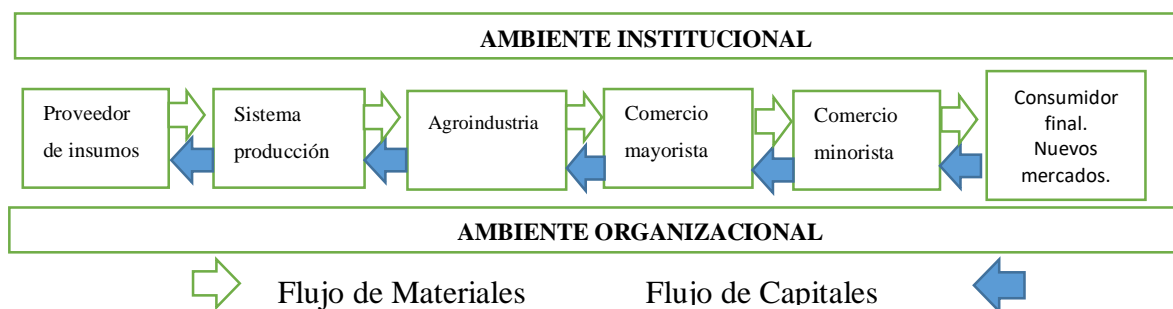 AMBIENTE INSTITUCIONAL
Proveedor
de insumos
Sistema
producción
Agroindustria
Comercio
mayorista
Comercio
minorista
Consumidor
final.
Nuevos
mercados.
AMBIENTE ORGANIZACIONAL
Flujo de Materiales
Flujo de Capitales